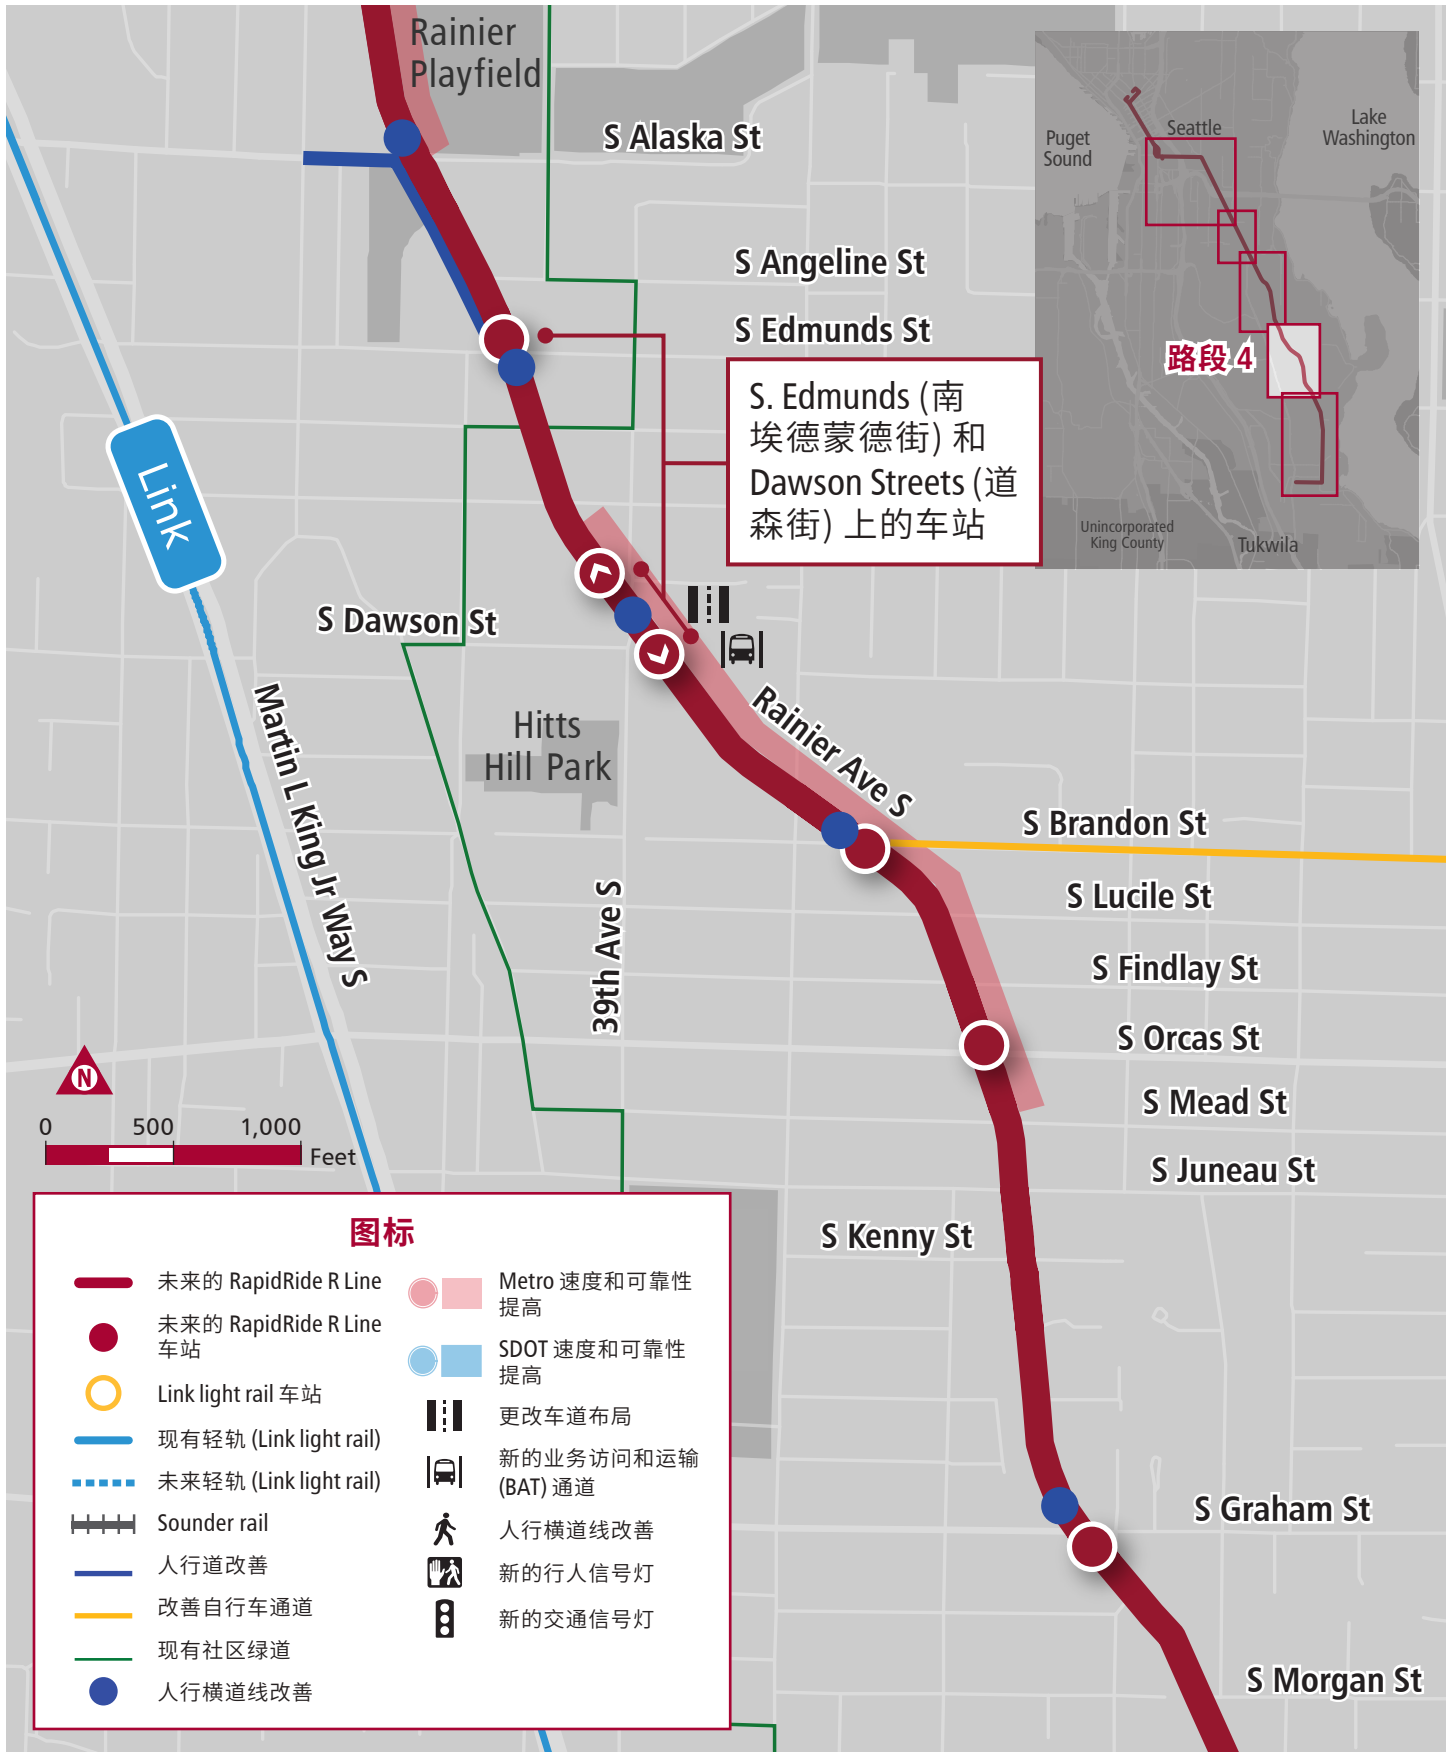 Rainier
Playfield
S Alaska St
S Angeline St
S Edmunds St
S. Edmunds (南
埃德蒙德街) 和
Dawson Streets (道
森街) 上的车站
Puget
Sound
Seattle
Lake
Washington
路段 4
Unincorporated
King County
Tukwila
Link
S Dawson St
Martin L King Jr Way S
Hitts
Hill Park
Rainier Ave S
39th Ave S
S Brandon St
S Lucile St
S Findlay St
S Orcas St
S Mead St
S Juneau St
S Kenny St
S Graham St
S Morgan St
N
0 500 1,000
Feet
图标
未来的 RapidRide R Line
未来的 RapidRide R Line
车站
Link light rail 车站
现有轻轨 (Link light rail)
未来轻轨 (Link light rail)
Sounder rail
人行道改善
改善自行车通道
现有社区绿道
人行横道线改善
Metro 速度和可靠性
提高
SDOT 速度和可靠性
提高
更改车道布局
新的业务访问和运输
(BAT) 通道
人行横道线改善
新的行人信号灯
新的交通信号灯